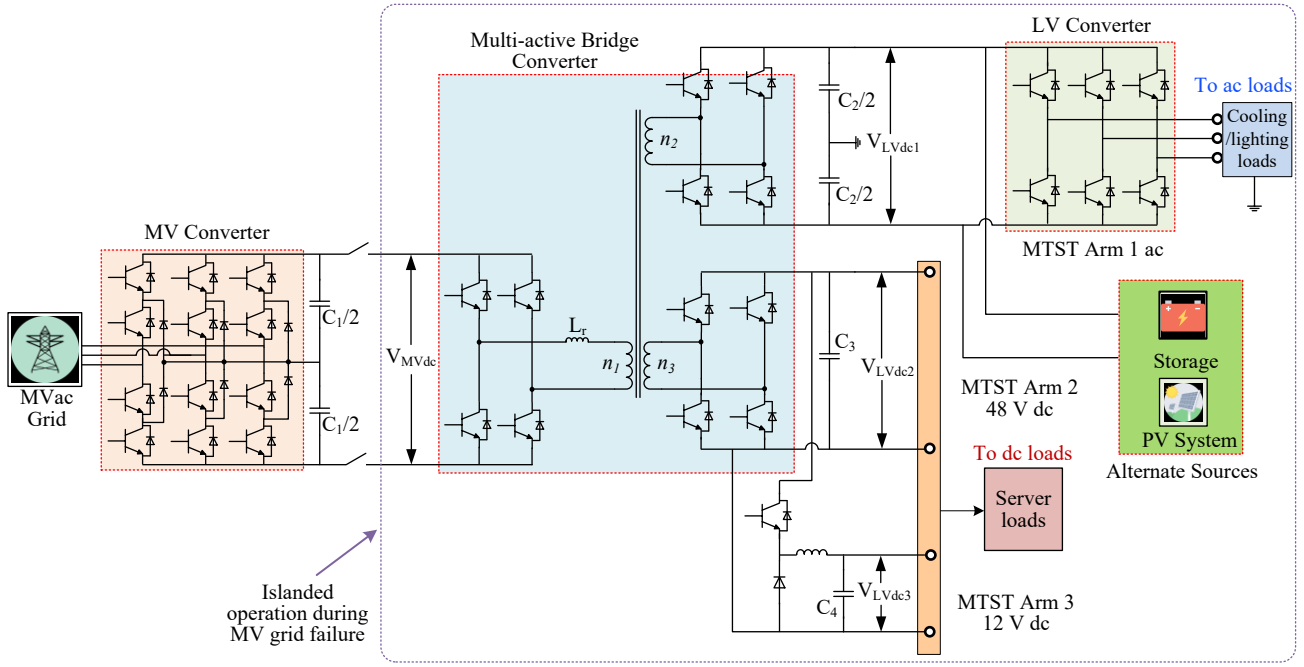 LV Converter
Multi-active Bridge
Converter
To ac loads
C2/2
n2
VLVdc1
Cooling
/lighting
loads
C2/2
MV Converter
MTST Arm 1 ac
C1/2
Lr
C3
VMVdc
n1
n3
VLVdc2
Storage
MVac
Grid
C1/2
MTST Arm 2
48 V dc
PV System
To dc loads
Alternate Sources
Server
loads
Islanded
operation during
MV grid failure
C4
VLVdc3
MTST Arm 3
12 V dc